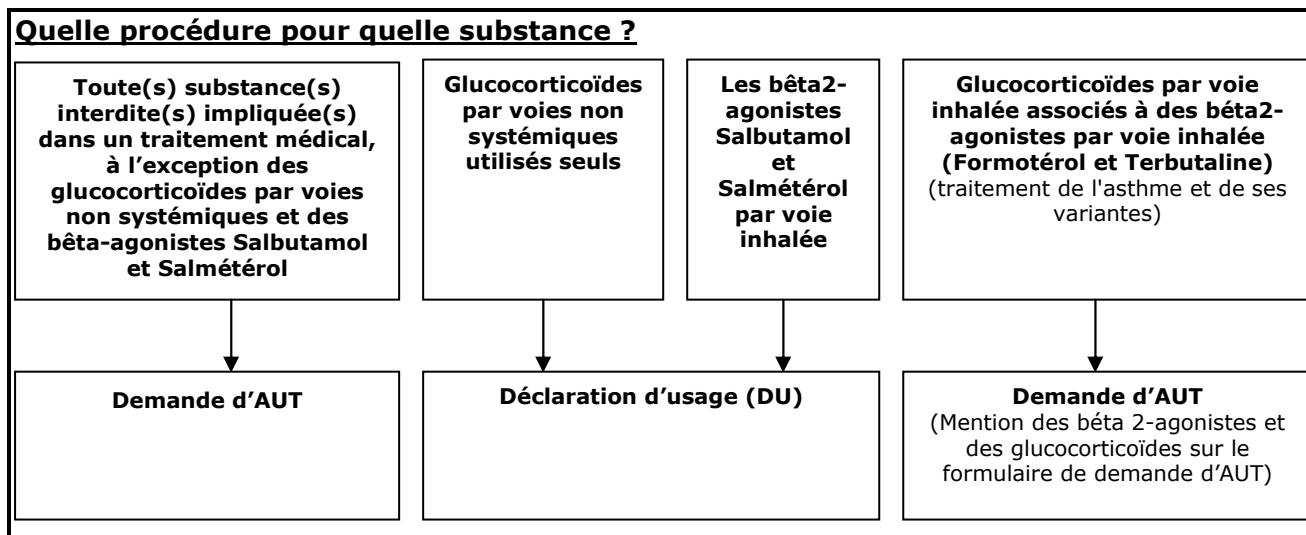 Quelle procédure pour quelle substance ?
Toute(s) substance(s)
interdite(s) impliquée(s)
dans un traitement médical,
à l’exception des
glucocorticoïdes par voies
non systémiques et des
bêta-agonistes Salbutamol
et Salmétérol
Glucocorticoïdes
par voies non
systémiques
utilisés seuls
Les bêta2-
agonistes
Salbutamol
et
Salmétérol
par voie
inhalée
Glucocorticoïdes par voie
inhalée associés à des béta2-
agonistes par voie inhalée
(Formotérol et Terbutaline)
(traitement de l'asthme et de ses
variantes)
Demande d’AUT
Déclaration d’usage (DU)
Demande d’AUT
(Mention des béta 2-agonistes et
des glucocorticoïdes sur le
formulaire de demande d’AUT)